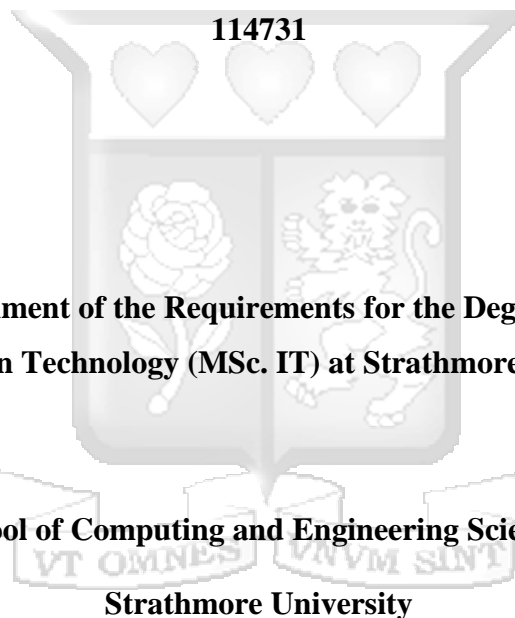 114731
ment of the Requirements for the Deg
n Technology (MSc. IT) at Strathmore
ool of Computing and Engineering Scie
VT OMNES VNVM SINT
Strathmore University